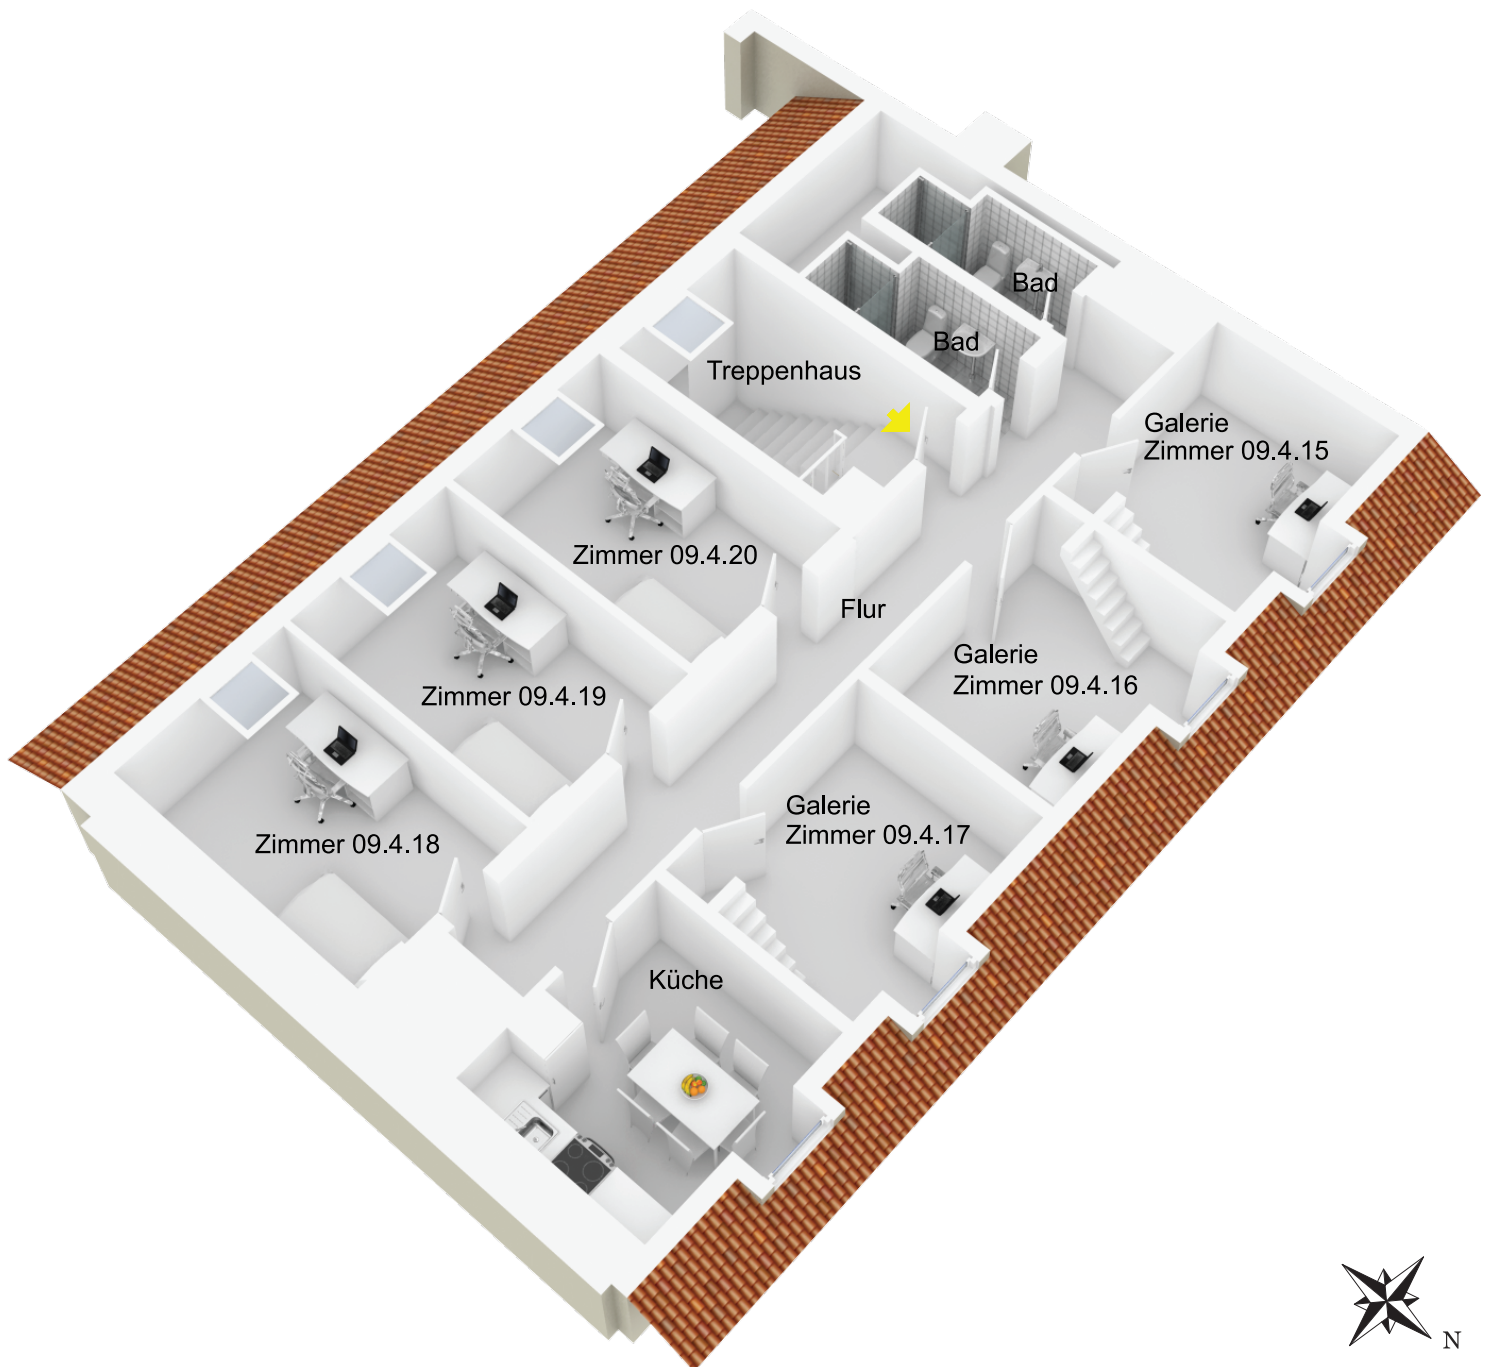 Bad
Bad
Treppenhaus
Galerie
Zimmer 09.4.15
Zimmer 09.4.20
Flur
Galerie
Zimmer 09.4.16
Zimmer 09.4.19
Galerie
Zimmer 09.4.17
Zimmer 09.4.18
Küche
N